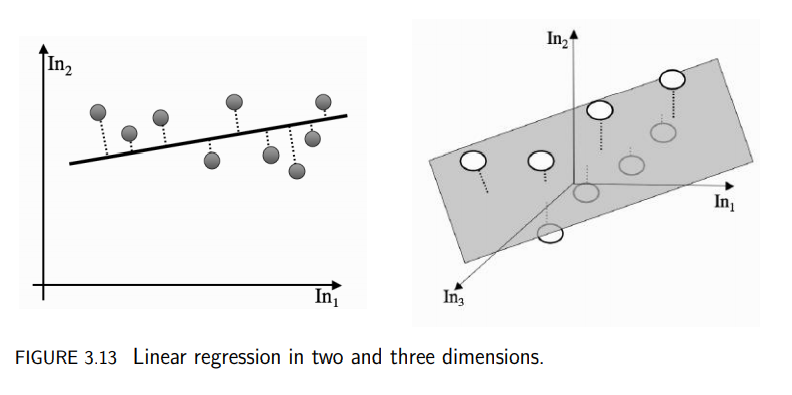 In₂
In₁
In₂
In₁
In₃
FIGURE 3.13 Linear regression in two and three dimensions.